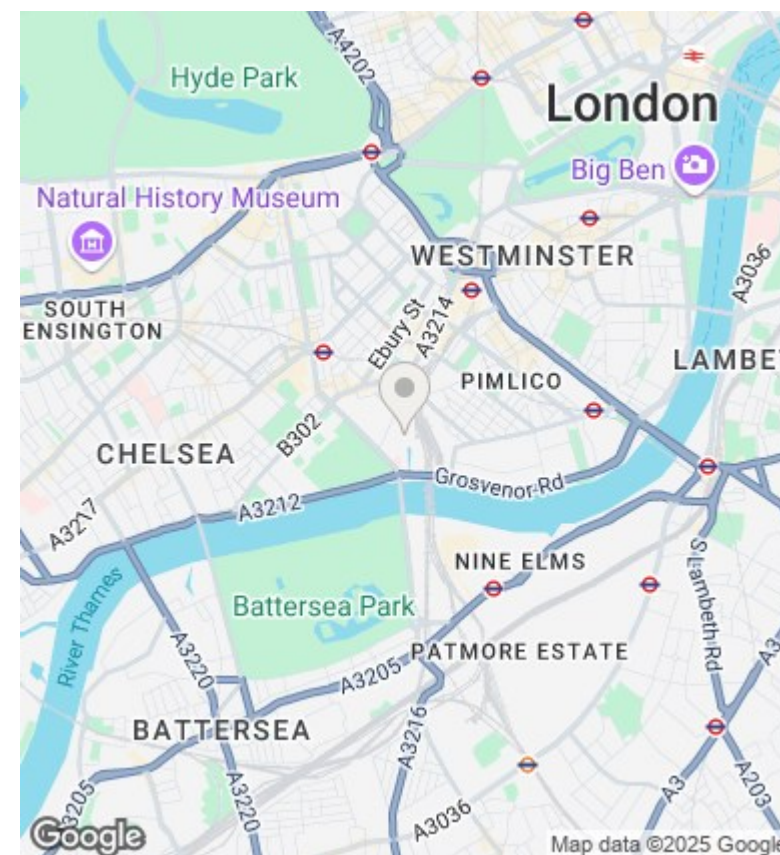 A4202
Hyde Park
London
Big Ben
Natural History Museum
WESTMINSTER
A3036
SOUTH
ENSINGTON
Ebury St
A3214
LAMBE
PIMLICO
B302
CHELSEA
Grosvenor Rd
A3212
A3217
NINE ELMS
S Lambeth Rd
River Thames
Battersea Park
A3220
PATMORE ESTATE
A3205
A3
BATTERSEA
A3216
A3205
A3220
A3036
A3
A203
Google
Map data ©2025 Google